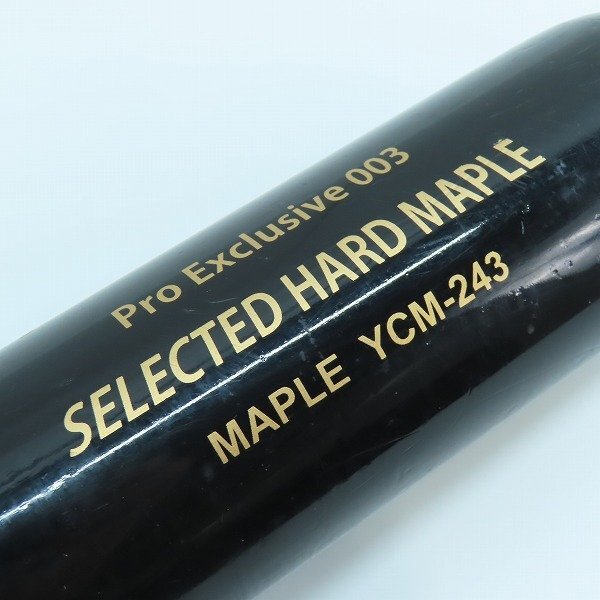 Pro Exclusive 003
SELECTED HARD MAPLE
MAPLE YCM-243